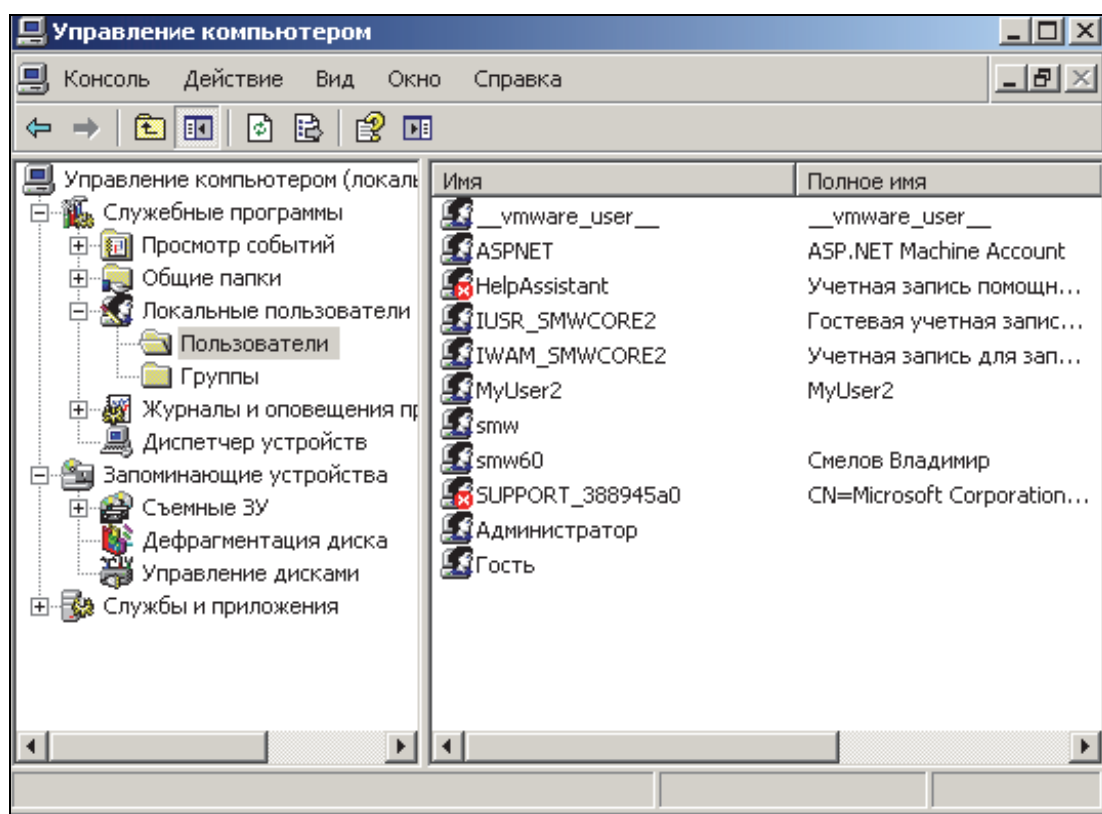 Управление компьютером
Консоль Действие Вид Окно Справка
Управление компьютером (локаль
Служебные программы
Просмотр событий
Общие папки
Локальные пользователи
Пользователи
Группы
Журналы и оповещения пр
Диспетчер устройств
Запоминающие устройства
Съемные ЗУ
Дефрагментация диска
Управление дисками
Службы и приложения
Имя Полное имя
__vmware_user__ __vmware_user__
ASPNET ASP.NET Machine Account
HelpAssistant Учетная запись помощн...
IUSR_SMWCORE2 Гостевая учетная запис...
IWAM_SMWCORE2 Учетная запись для зап...
MyUser2 MyUser2
smw
smw60 Смелов Владимир
SUPPORT_388945a0 CN=Microsoft Corporation...
Администратор
Гость